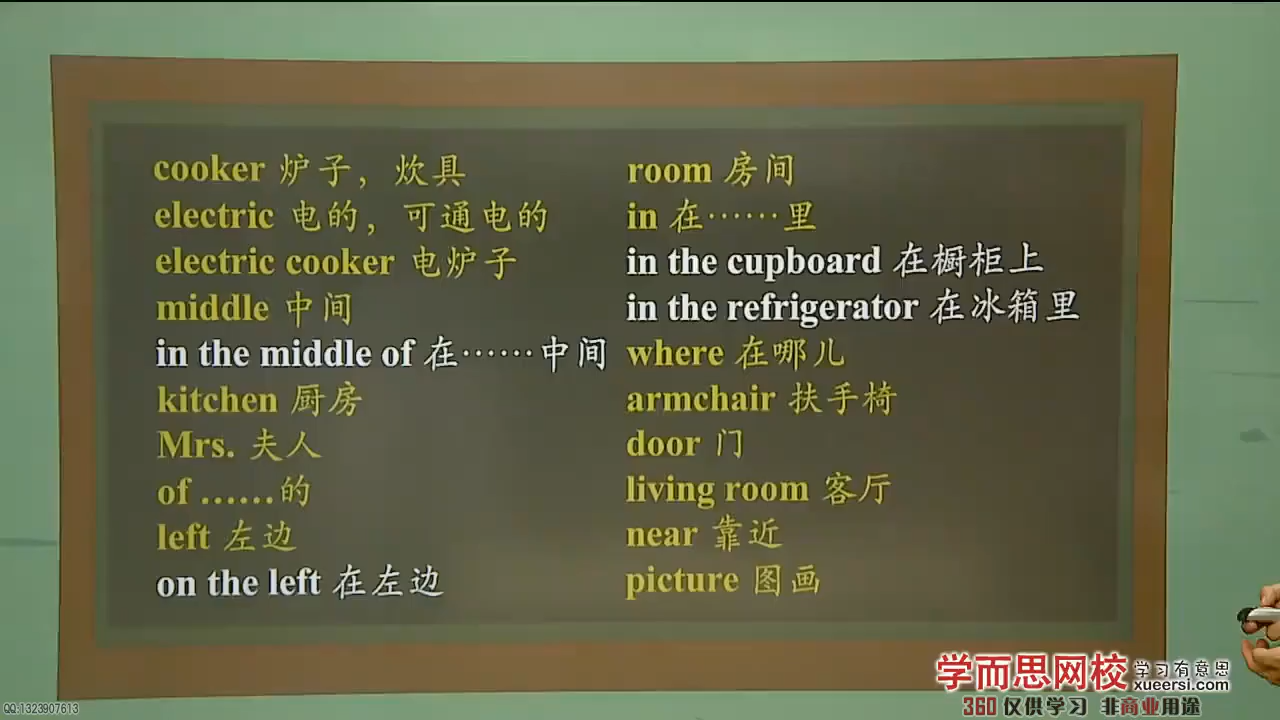 cooker 炉子，炊具
electric 电的，可通电的
electric cooker 电炉子
middle 中间
in the middle of 在……中间
kitchen 厨房
Mrs. 夫人
of ……的
left 左边
on the left 在左边
room 房间
in 在……里
in the cupboard 在橱柜上
in the refrigerator 在冰箱里
where 在哪儿
armchair 扶手椅
door 门
living room 客厅
near 靠近
picture 图画
学而思网校 学习有意思
xueersi.com
360 仅供学习 非商业用途
QQ:1323907613